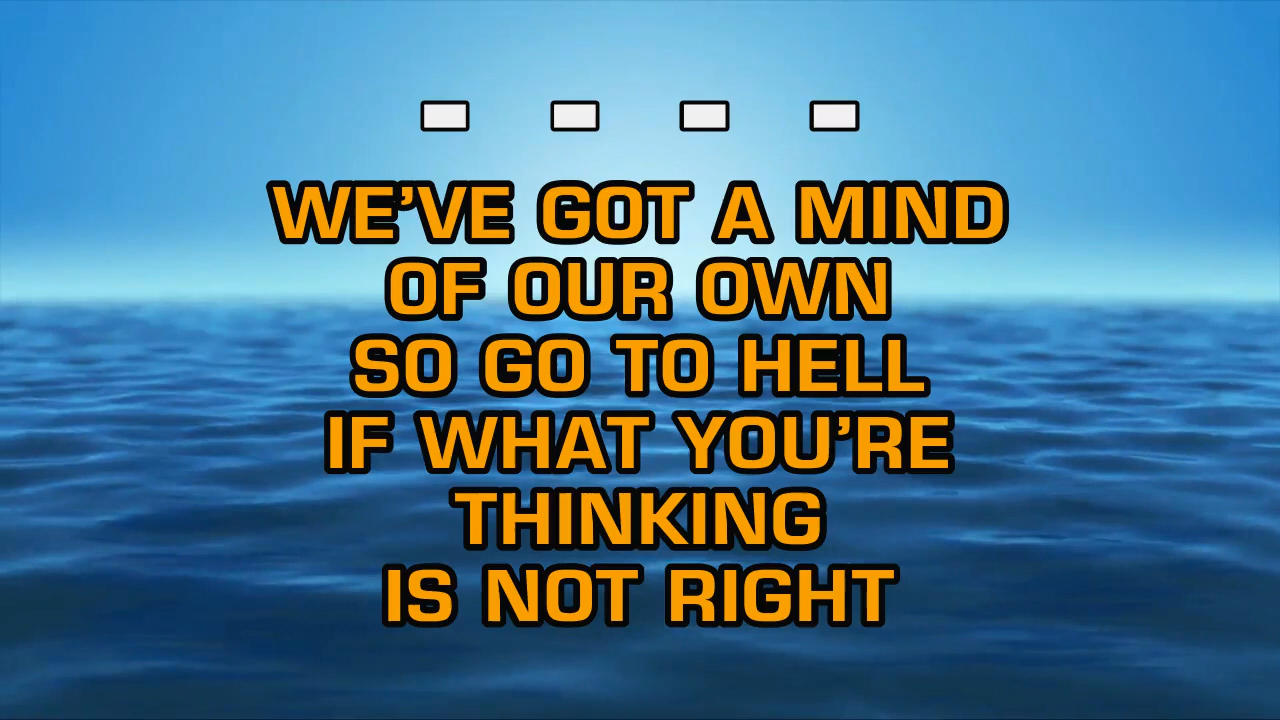 WE’VE GOT A MIND
OF OUR OWN
SO GO TO HELL
IF WHAT YOU’RE
THINKING
IS NOT RIGHT